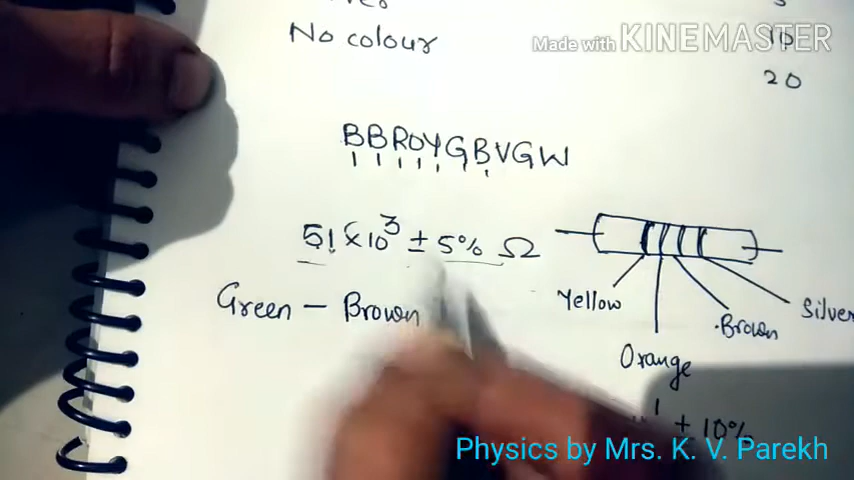 No colour
10
Made with KINEMASTER
20
BBROYGBVGW
51 × 10³ ± 5% Ω
Green – Brown
Yellow
Orange
Brown
Silver
± 10%
Physics by Mrs. K. V. Parekh